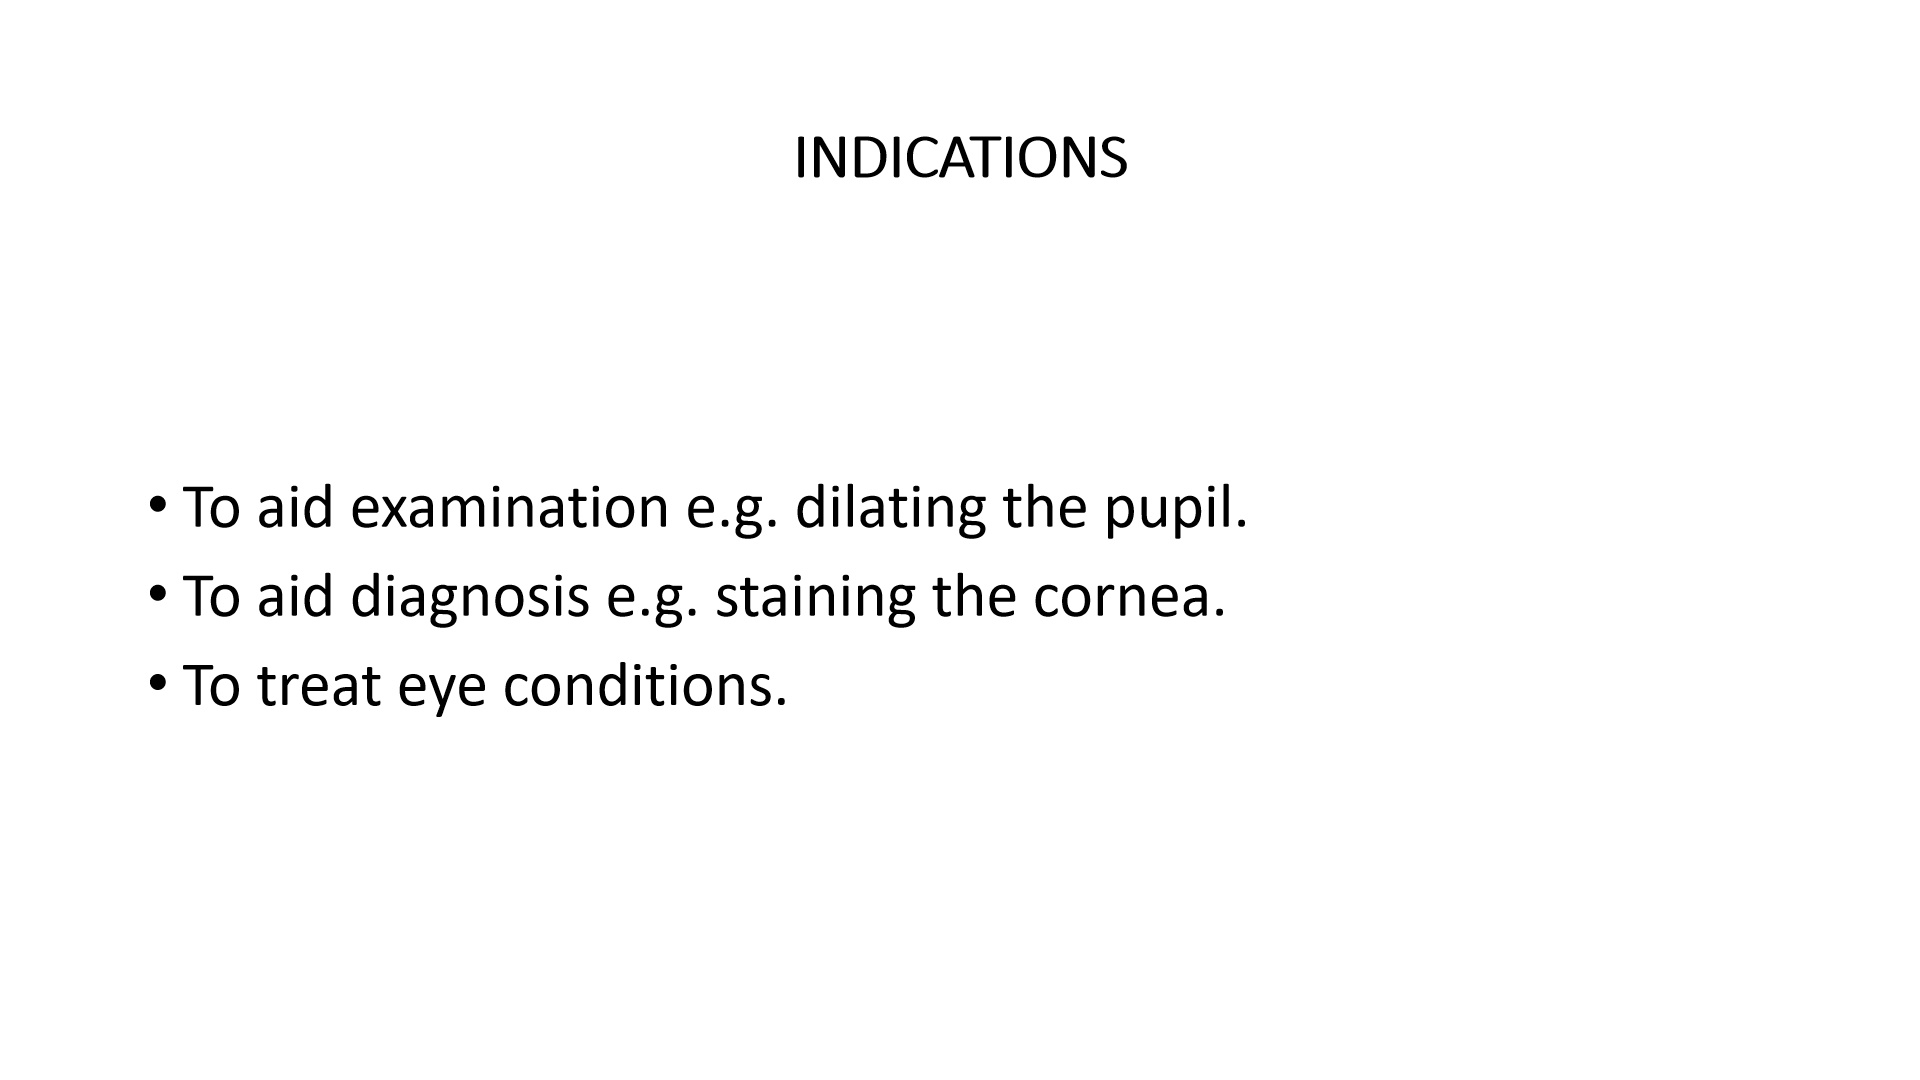 INDICATIONS
• To aid examination e.g. dilating the pupil.
• To aid diagnosis e.g. staining the cornea.
• To treat eye conditions.